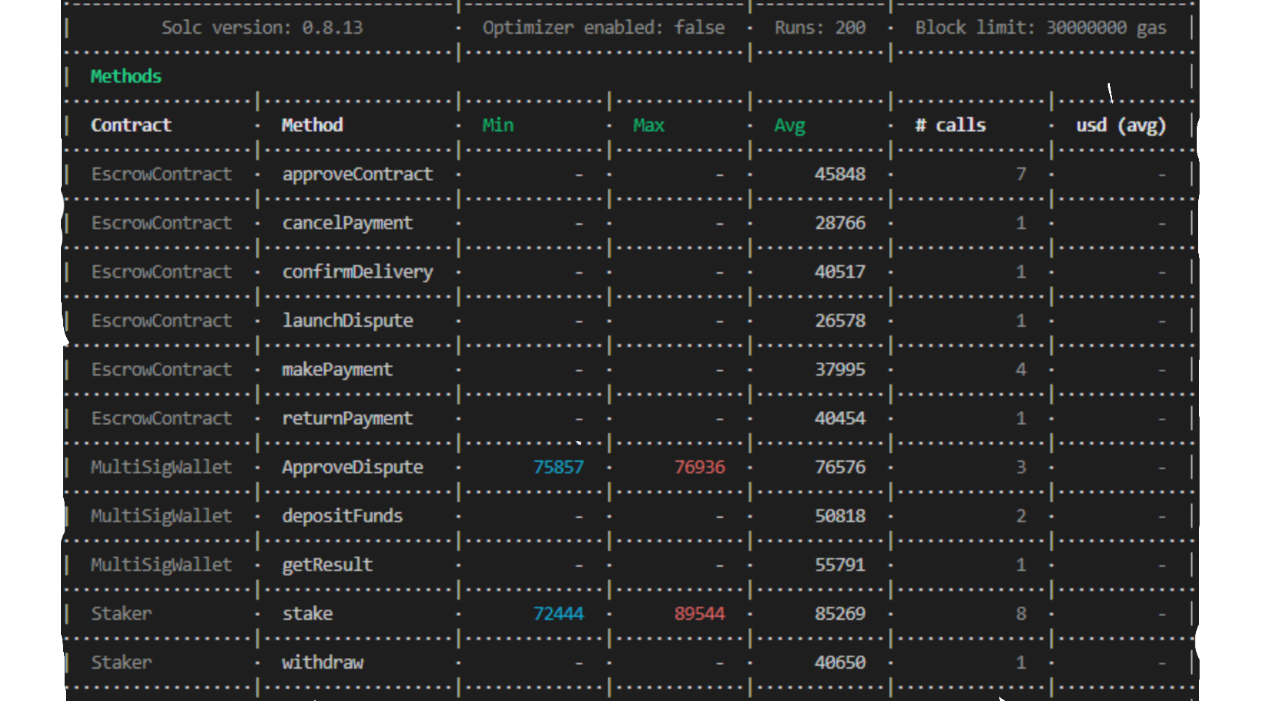 Solc version: 0.8.13 · Optimizer enabled: false · Runs: 200 · Block limit: 30000000 gas
Methods
Contract · Method · Min · Max · Avg · # calls · usd (avg)
EscrowContract · approveContract · - · - · 45848 · 7 · -
EscrowContract · cancelPayment · - · - · 28766 · 1 · -
EscrowContract · confirmDelivery · - · - · 40517 · 1 · -
EscrowContract · launchDispute · - · - · 26578 · 1 · -
EscrowContract · makePayment · - · - · 37995 · 4 · -
EscrowContract · returnPayment · - · - · 40454 · 1 · -
MultiSigWallet · ApproveDispute · 75857 · 76936 · 76576 · 3 · -
MultiSigWallet · depositFunds · - · - · 50818 · 2 · -
MultiSigWallet · getResult · - · - · 55791 · 1 · -
Staker · stake · 72444 · 89544 · 85269 · 8 · -
Staker · withdraw · - · - · 40650 · 1 · -